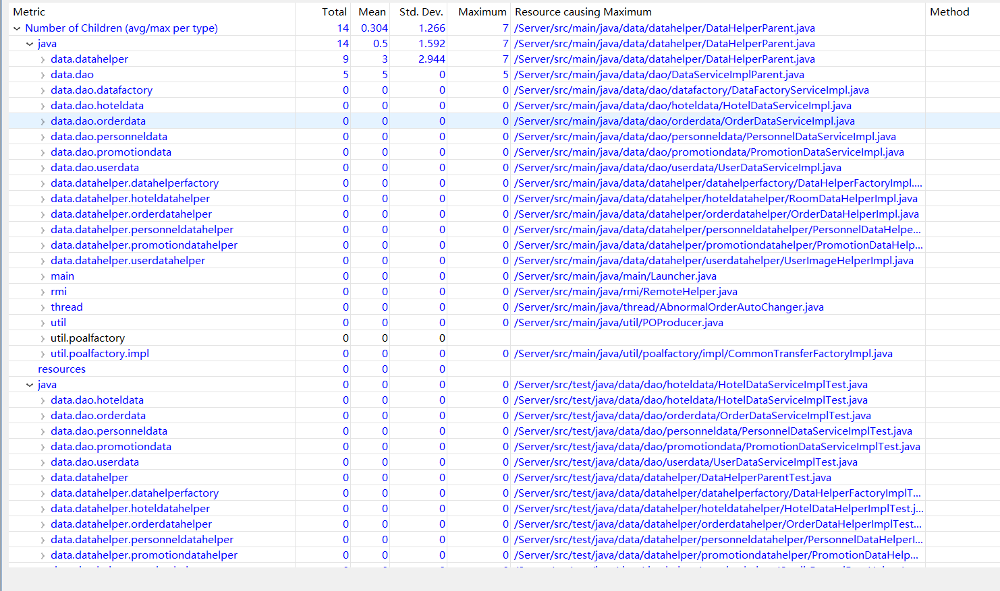 Metric Total Mean Std. Dev. Maximum Resource causing Maximum Method
Number of Children (avg/max per type) 14 0.304 1.266 7 /Server/src/main/java/data/datahelper/DataHelperParent.java
java 14 0.5 1.592 7 /Server/src/main/java/data/datahelper/DataHelperParent.java
data.datahelper 9 3 2.944 7 /Server/src/main/java/data/datahelper/DataHelperParent.java
data.dao 5 5 0 5 /Server/src/main/java/data/dao/DataServiceImplParent.java
data.dao.datafactory 0 0 0 0 /Server/src/main/java/data/dao/datafactory/DataFactoryServiceImpl.java
data.dao.hoteldata 0 0 0 0 /Server/src/main/java/data/dao/hoteldata/HotelDataServiceImpl.java
data.dao.orderdata 0 0 0 0 /Server/src/main/java/data/dao/orderdata/OrderDataServiceImpl.java
data.dao.personneldata 0 0 0 0 /Server/src/main/java/data/dao/personneldata/PersonnelDataServiceImpl.java
data.dao.promotiondata 0 0 0 0 /Server/src/main/java/data/dao/promotiondata/PromotionDataServiceImpl.java
data.dao.userdata 0 0 0 0 /Server/src/main/java/data/dao/userdata/UserDataServiceImpl.java
data.datahelper.datahelperfactory 0 0 0 0 /Server/src/main/java/data/datahelper/datahelperfactory/DataHelperFactoryImpl....
data.datahelper.hoteldatahelper 0 0 0 0 /Server/src/main/java/data/datahelper/hoteldatahelper/RoomDataHelperImpl.java
data.datahelper.orderdatahelper 0 0 0 0 /Server/src/main/java/data/datahelper/orderdatahelper/OrderDataHelperImpl.java
data.datahelper.personneldatahelper 0 0 0 0 /Server/src/main/java/data/datahelper/personneldatahelper/PersonnelDataHelpe...
data.datahelper.promotiondatahelper 0 0 0 0 /Server/src/main/java/data/datahelper/promotiondatahelper/PromotionDataHelp...
data.datahelper.userdatahelper 0 0 0 0 /Server/src/main/java/data/datahelper/userdatahelper/UserImageHelperImpl.java
main 0 0 0 0 /Server/src/main/java/main/Launcher.java
rmi 0 0 0 0 /Server/src/main/java/rmi/RemoteHelper.java
thread 0 0 0 0 /Server/src/main/java/thread/AbnormalOrderAutoChanger.java
util 0 0 0 0 /Server/src/main/java/util/POProducer.java
util.poalfactory 0 0 0
util.poalfactory.impl 0 0 0 0 /Server/src/main/java/util/poalfactory/impl/CommonTransferFactoryImpl.java
resources 0 0 0
java 0 0 0 0 /Server/src/test/java/data/dao/hoteldata/HotelDataServiceImplTest.java
data.dao.hoteldata 0 0 0 0 /Server/src/test/java/data/dao/hoteldata/HotelDataServiceImplTest.java
data.dao.orderdata 0 0 0 0 /Server/src/test/java/data/dao/orderdata/OrderDataServiceImplTest.java
data.dao.personneldata 0 0 0 0 /Server/src/test/java/data/dao/personneldata/PersonnelDataServiceImplTest.java
data.dao.promotiondata 0 0 0 0 /Server/src/test/java/data/dao/promotiondata/PromotionDataServiceImplTest.java
data.dao.userdata 0 0 0 0 /Server/src/test/java/data/dao/userdata/UserDataServiceImplTest.java
data.datahelper 0 0 0 0 /Server/src/test/java/data/datahelper/DataHelperParentTest.java
data.datahelper.datahelperfactory 0 0 0 0 /Server/src/test/java/data/datahelper/datahelperfactory/DataHelperFactoryImplT...
data.datahelper.hoteldatahelper 0 0 0 0 /Server/src/test/java/data/datahelper/hoteldatahelper/HotelDataHelperImplTest.j...
data.datahelper.orderdatahelper 0 0 0 0 /Server/src/test/java/data/datahelper/orderdatahelper/OrderDataHelperImplTest...
data.datahelper.personneldatahelper 0 0 0 0 /Server/src/test/java/data/datahelper/personneldatahelper/PersonnelDataHelperI...
data.datahelper.promotiondatahelper 0 0 0 0 /Server/src/test/java/data/datahelper/promotiondatahelper/PromotionDataHelp...